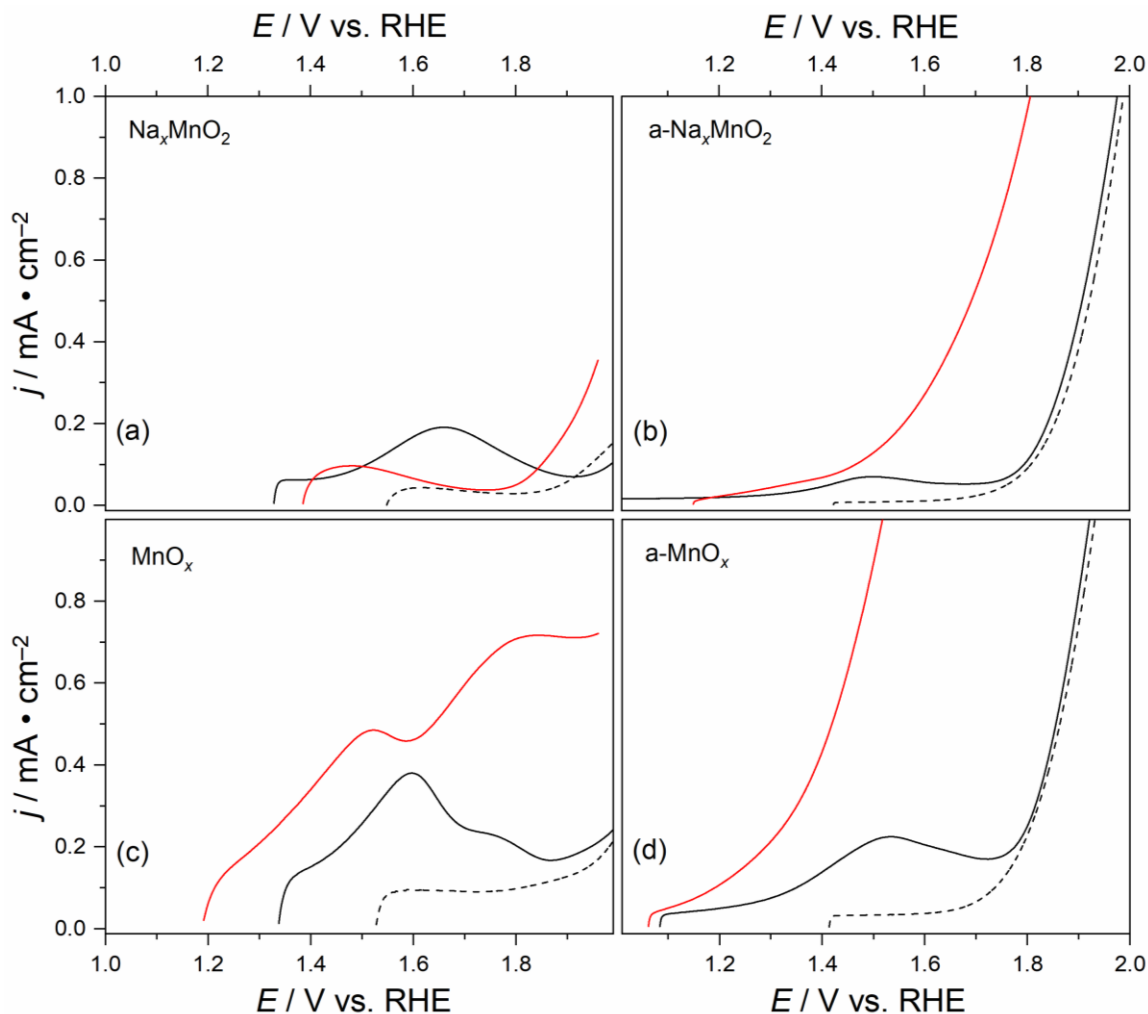 E / V vs. RHE
E / V vs. RHE
1.0 1.2 1.4 1.6 1.8
1.2 1.4 1.6 1.8 2.0
1.0
0.8
0.6
0.4
0.2
0.0
j / mA • cm⁻²
NaₓMnO₂
(a)
a-NaₓMnO₂
(b)
0.8
0.6
0.4
0.2
0.0
j / mA • cm⁻²
MnOₓ
(c)
a-MnOₓ
(d)
1.0 1.2 1.4 1.6 1.8
1.2 1.4 1.6 1.8 2.0
E / V vs. RHE
E / V vs. RHE